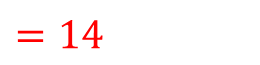 = 14